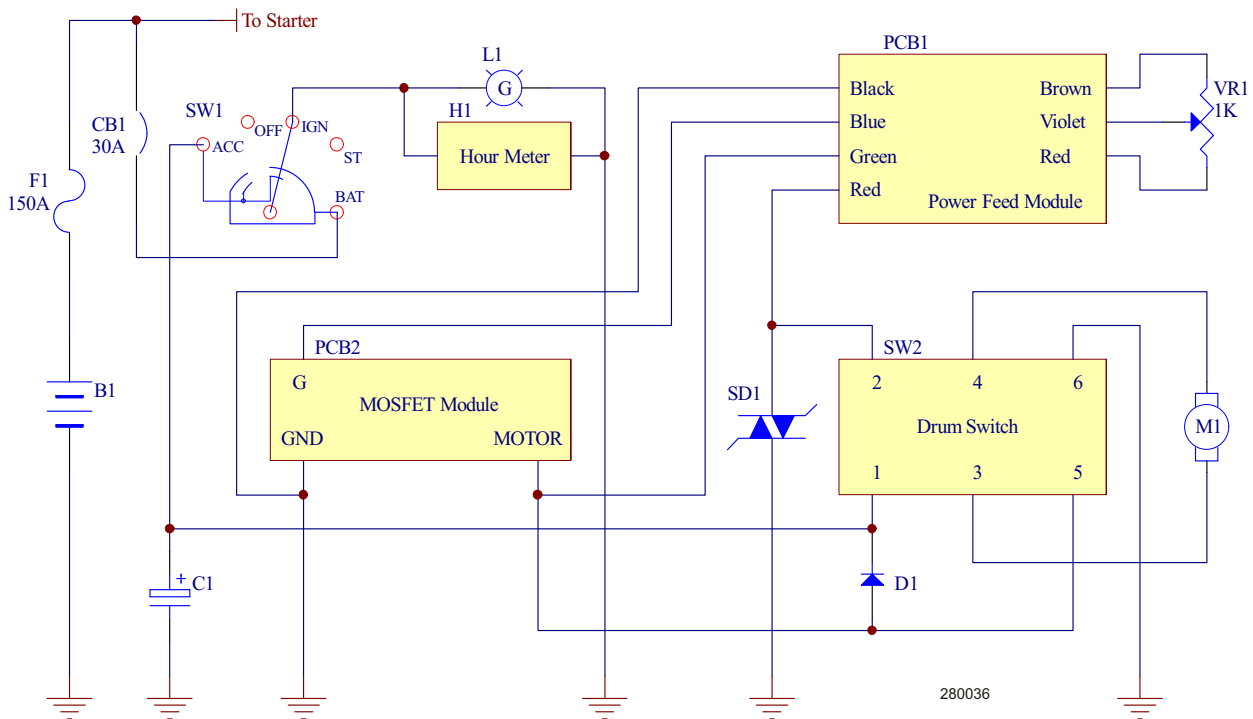 To Starter
PCB1
L1
G
SW1
OFF
IGN
ACC
ST
BAT
CB1
30A
F1
150A
H1
Hour Meter
Black
Blue
Green
Red
Brown
Violet
Red
Power Feed Module
VR1
1K
B1
PCB2
G
MOSFET Module
GND
MOTOR
SD1
SW2
2
4
6
Drum Switch
1
3
5
M1
+
C1
D1
280036